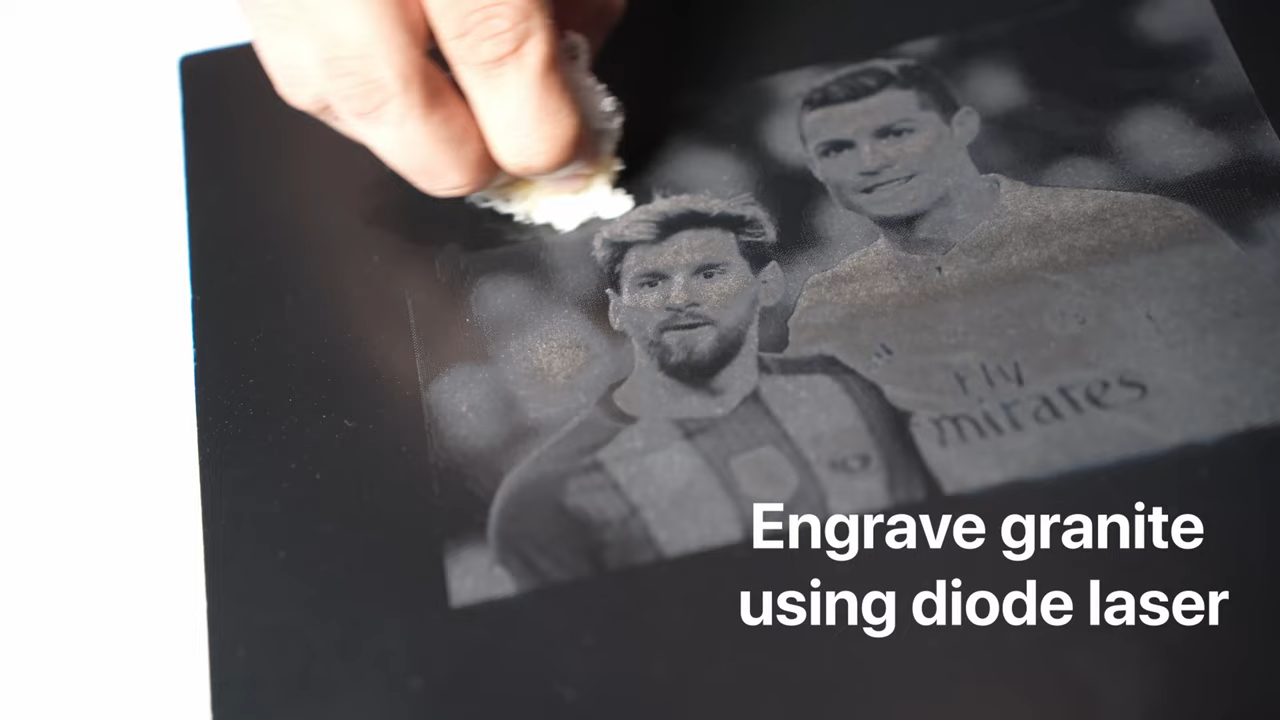 Fly
mirates
Engrave granite
using diode laser